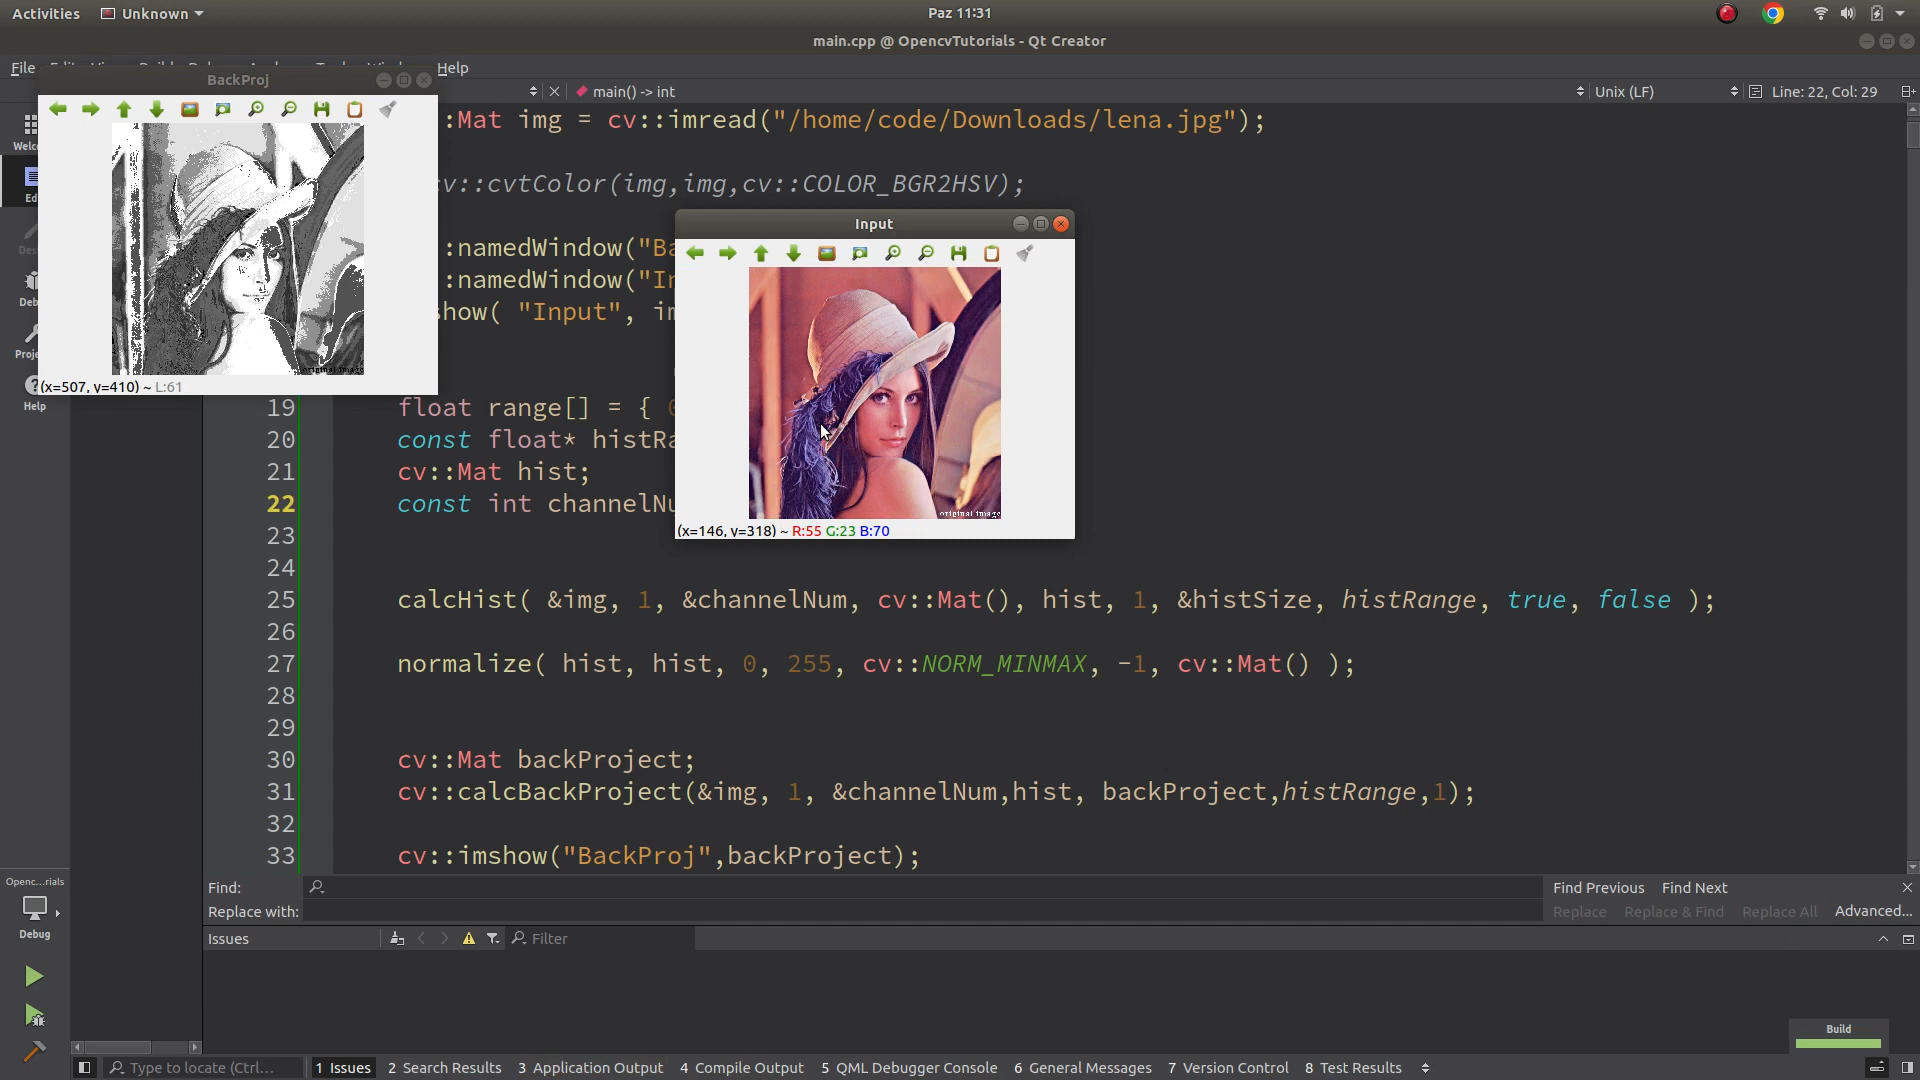 Activities Unknown Paz 11:31
main.cpp @ OpencvTutorials - Qt Creator
File Help
BackProj
main() -> int Unix (LF) Line: 22, Col: 29
:Mat img = cv::imread("/home/code/Downloads/lena.jpg");
v::cvtColor(img,img,cv::COLOR_BGR2HSV);
Input
:namedWindow("Ba
:namedWindow("In
show( "Input", im
original image
(x=507, y=410) ~ L:61
Help
19 float range[] = { 0
20 const float* histRa
21 cv::Mat hist;
22 const int channelNu
original image
(x=146, y=318) ~ R:55 G:23 B:70
23
24
25 calcHist( &img, 1, &channelNum, cv::Mat(), hist, 1, &histSize, histRange, true, false );
26
27 normalize( hist, hist, 0, 255, cv::NORM_MINMAX, -1, cv::Mat() );
28
29
30 cv::Mat backProject;
31 cv::calcBackProject(&img, 1, &channelNum,hist, backProject,histRange,1);
32
33 cv::imshow("BackProj",backProject);
Openc...rials
Debug
Find: Find Previous Find Next
Replace with: Replace Replace & Find Replace All Advanced...
Issues Filter
Build
Type to locate (Ctrl... 1 Issues 2 Search Results 3 Application Output 4 Compile Output 5 QML Debugger Console 6 General Messages 7 Version Control 8 Test Results